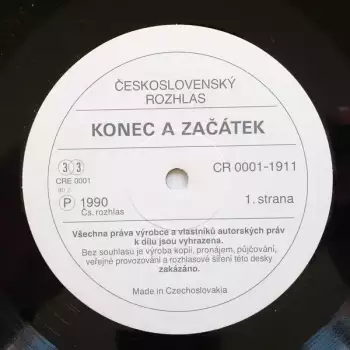 ČESKOSLOVENSKÝ
ROZHLAS
KONEC A ZAČÁTEK
33
CRE 0001
CR 0001-1911
P 1990
Čs. rozhlas
1. strana
Všechna práva výrobce a vlastníků autorských práv
k dílu jsou vyhrazena.
Bez souhlasu je výroba kopií, pronájem, půjčování,
veřejné provozování a rozhlasové šíření této desky
zakázáno.
Made in Czechoslovakia